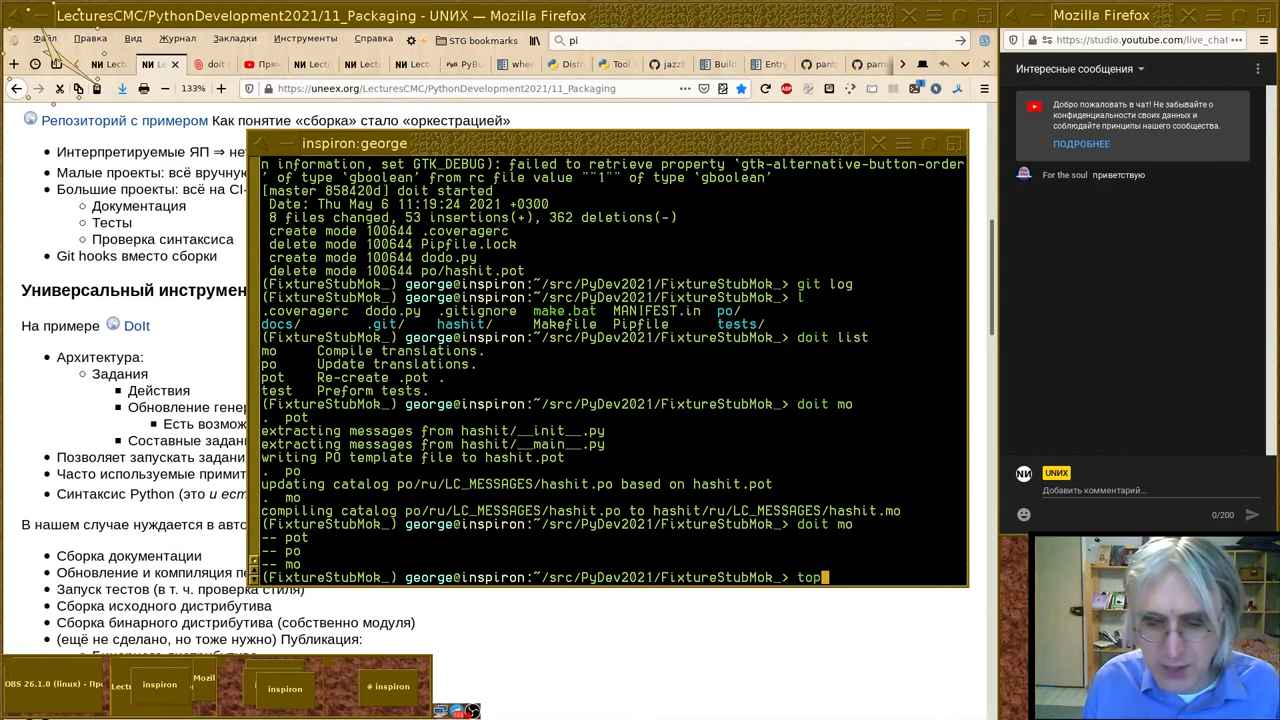 LecturesCMC/PythonDevelopment2021/11_Packaging - UNИX — Mozilla Firefox
Файл Правка Вид Журнал Закладки Инструменты Справка STG bookmarks pi
133% https://uneex.org/LecturesCMC/PythonDevelopment2021/11_Packaging
Репозиторий с примером Как понятие «сборка» стало «оркестрацией»
Интерпретируемые ЯП ⇒ не
Малые проекты: всё вручную
Большие проекты: всё на CI-
Документация
Тесты
Проверка синтаксиса
Git hooks вместо сборки
Универсальный инструмен
На примере DoIt
Архитектура:
Задания
Действия
Обновление гене
Есть возмож
Составные задан
Позволяет запускать задани
Часто используемые примит
Синтаксис Python (это и ест
В нашем случае нуждается в авто
Сборка документации
Обновление и компиляция пе
Запуск тестов (в т. ч. проверка стиля)
Сборка исходного дистрибутива
Сборка бинарного дистрибутива (собственно модуля)
(ещё не сделано, но тоже нужно) Публикация:
inspiron:george
n information, set GTK_DEBUG): failed to retrieve property `gtk-alternative-button-order
' of type `gboolean' from rc file value ""1"" of type `gboolean'
[master 858420d] doit started
Date: Thu May 6 11:19:24 2021 +0300
8 files changed, 53 insertions(+), 362 deletions(-)
create mode 100644 .coveragerc
delete mode 100644 Pipfile.lock
create mode 100644 dodo.py
delete mode 100644 po/hashit.pot
(FixtureStubMok_) george@inspiron:~/src/PyDev2021/FixtureStubMok_> git log
(FixtureStubMok_) george@inspiron:~/src/PyDev2021/FixtureStubMok_> l
.coveragerc dodo.py .gitignore make.bat MANIFEST.in po/
docs/ .git/ hashit/ Makefile Pipfile tests/
(FixtureStubMok_) george@inspiron:~/src/PyDev2021/FixtureStubMok_> doit list
mo Compile translations.
po Update translations.
pot Re-create .pot .
test Preform tests.
(FixtureStubMok_) george@inspiron:~/src/PyDev2021/FixtureStubMok_> doit mo
. pot
extracting messages from hashit/__init__.py
extracting messages from hashit/__main__.py
writing PO template file to hashit.pot
. po
updating catalog po/ru/LC_MESSAGES/hashit.po based on hashit.pot
. mo
compiling catalog po/ru/LC_MESSAGES/hashit.po to hashit/ru/LC_MESSAGES/hashit.mo
(FixtureStubMok_) george@inspiron:~/src/PyDev2021/FixtureStubMok_> doit mo
-- pot
-- po
-- mo
(FixtureStubMok_) george@inspiron:~/src/PyDev2021/FixtureStubMok_> top
OBS 26.1.0 (linux) - Пр
inspiron
Mozil
inspiron
# inspiron
Mozilla Firefox
https://studio.youtube.com/live_cha
Интересные сообщения
Добро пожаловать в чат! Не забывайте о
конфиденциальности своих данных и
соблюдайте принципы нашего сообщества.
ПОДРОБНЕЕ
For the soul приветствую
UNИX
Добавить комментарий...
0/200